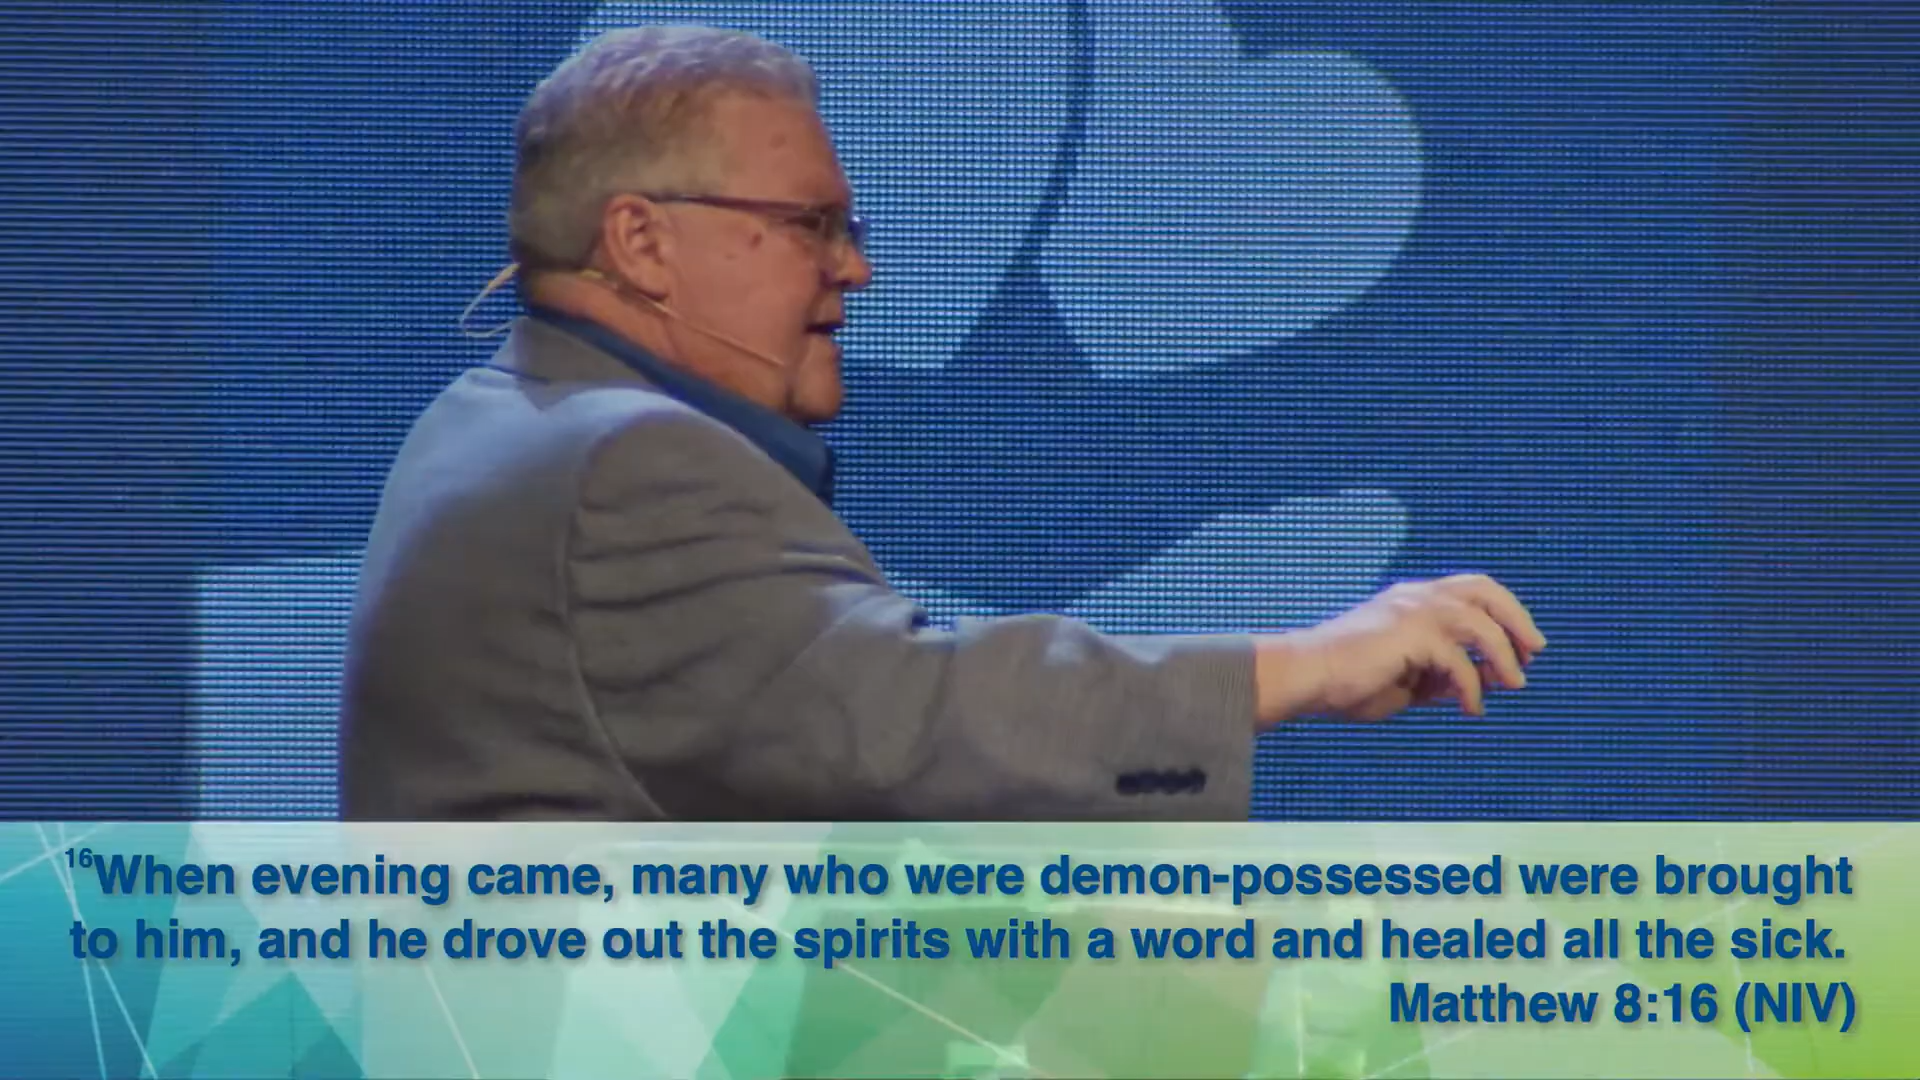 16When evening came, many who were demon-possessed were brought
to him, and he drove out the spirits with a word and healed all the sick.
Matthew 8:16 (NIV)